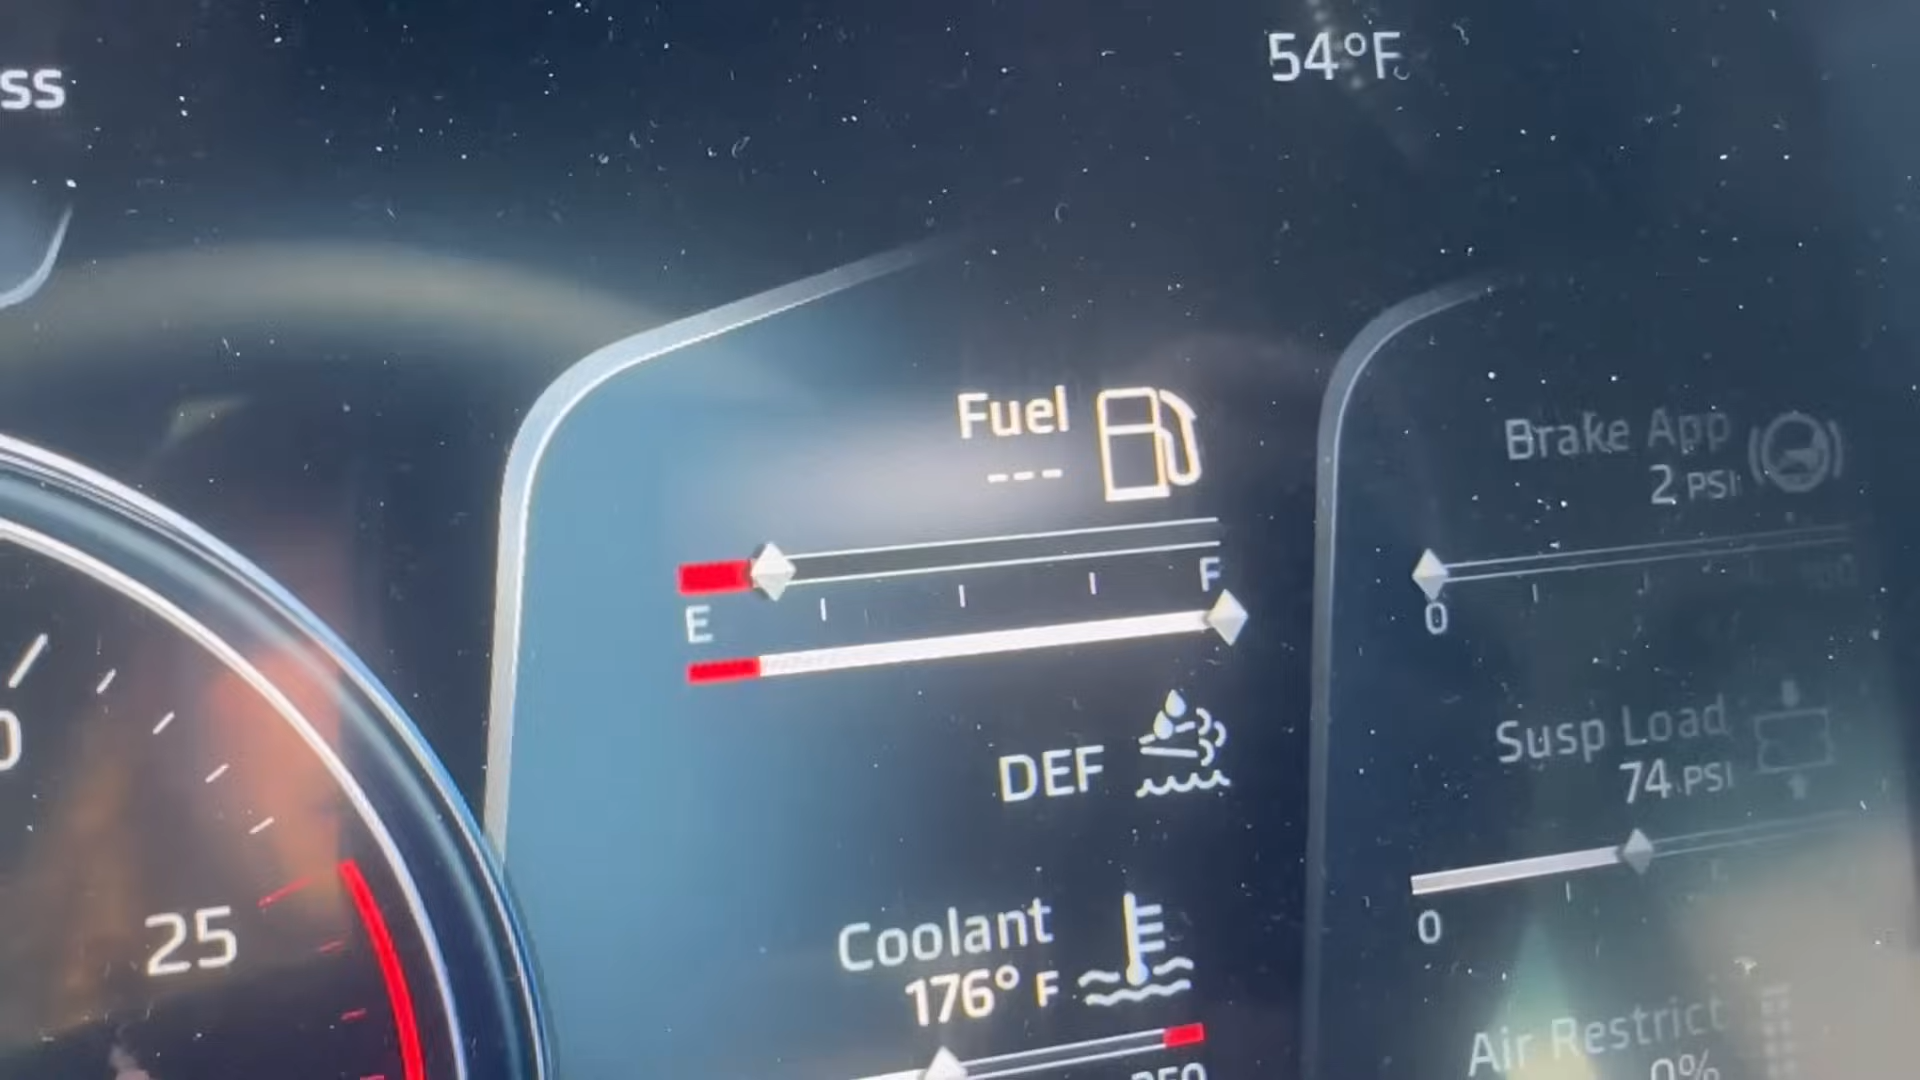 ss
54°F
Fuel
---
E
F
DEF
Coolant
176° F
25
Brake App
2 PSI
0
Susp Load
74 PSI
0
Air Restrict
0%